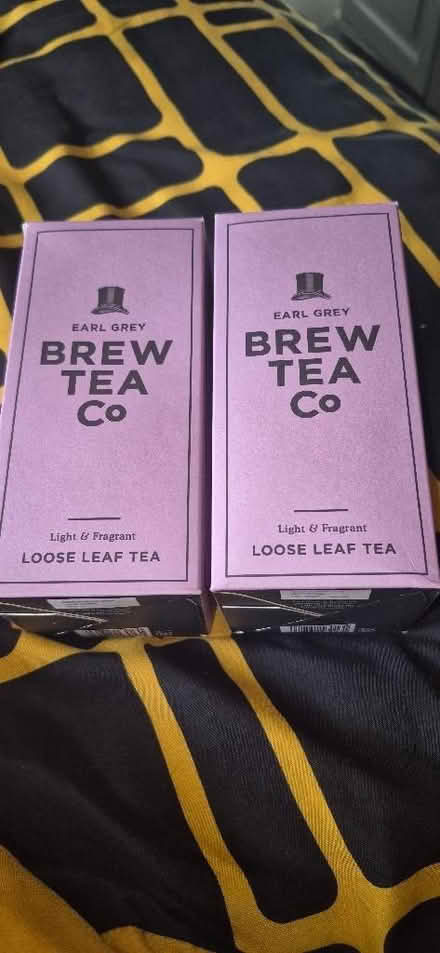 EARL GREY
BREW
TEA
Co
Light & Fragrant
LOOSE LEAF TEA
EARL GREY
BREW
TEA
Co
Light & Fragrant
LOOSE LEAF TEA